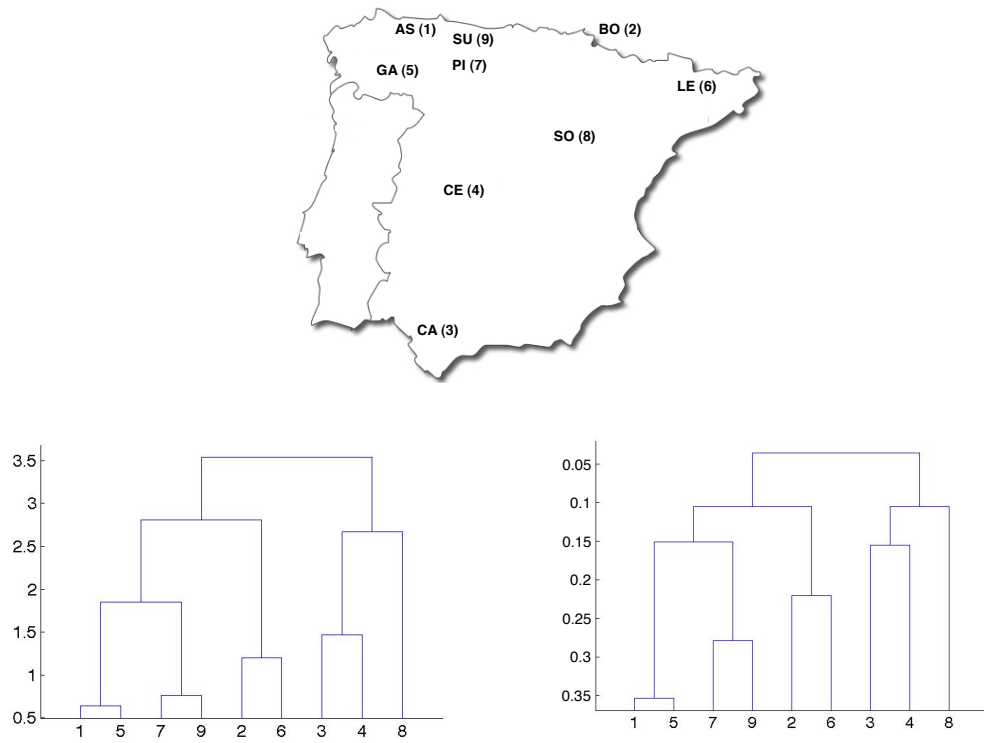 AS (1)
BO (2)
SU (9)
PI (7)
GA (5)
LE (6)
SO (8)
CE (4)
CA (3)
3.5
3
2.5
2
1.5
1
0.5
1 5 7 9 2 6 3 4 8
0.05
0.1
0.15
0.2
0.25
0.3
0.35
1 5 7 9 2 6 3 4 8